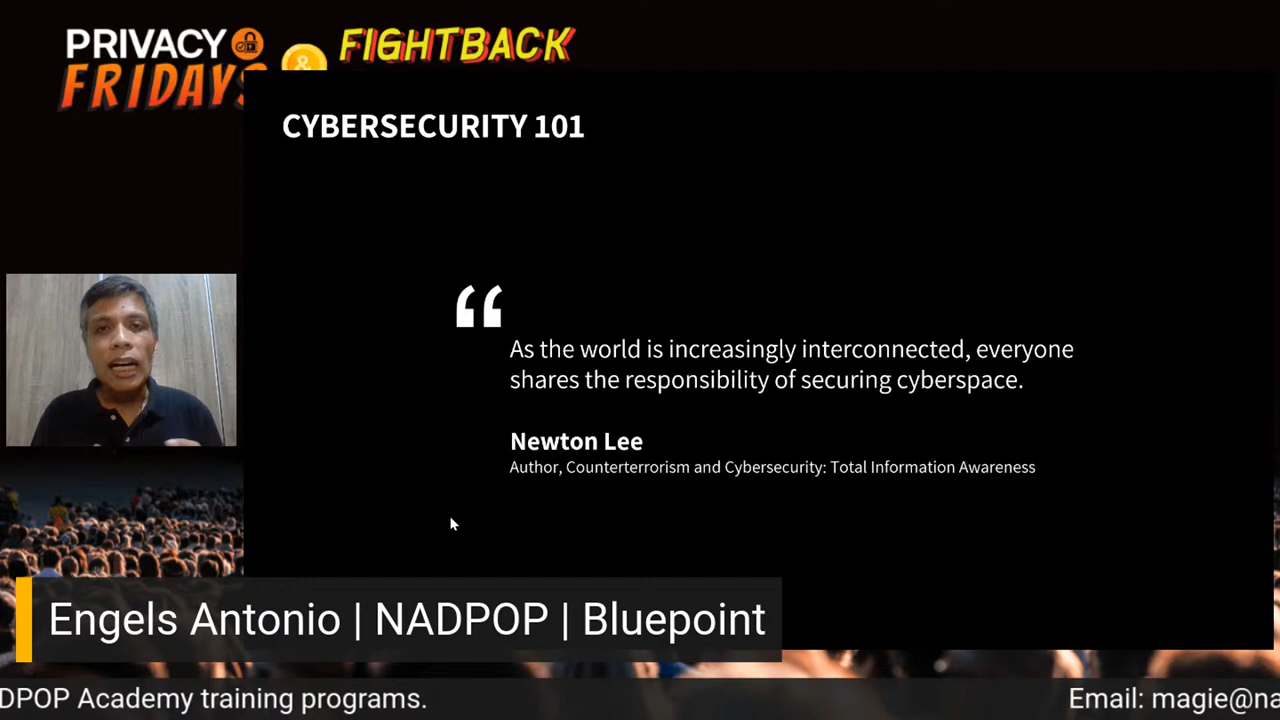 PRIVACY
FRIDAYS
&
FIGHTBACK
CYBERSECURITY 101
“
As the world is increasingly interconnected, everyone
shares the responsibility of securing cyberspace.
Newton Lee
Author, Counterterrorism and Cybersecurity: Total Information Awareness
Engels Antonio | NADPOP | Bluepoint
DPOP Academy training programs.
Email: magie@na